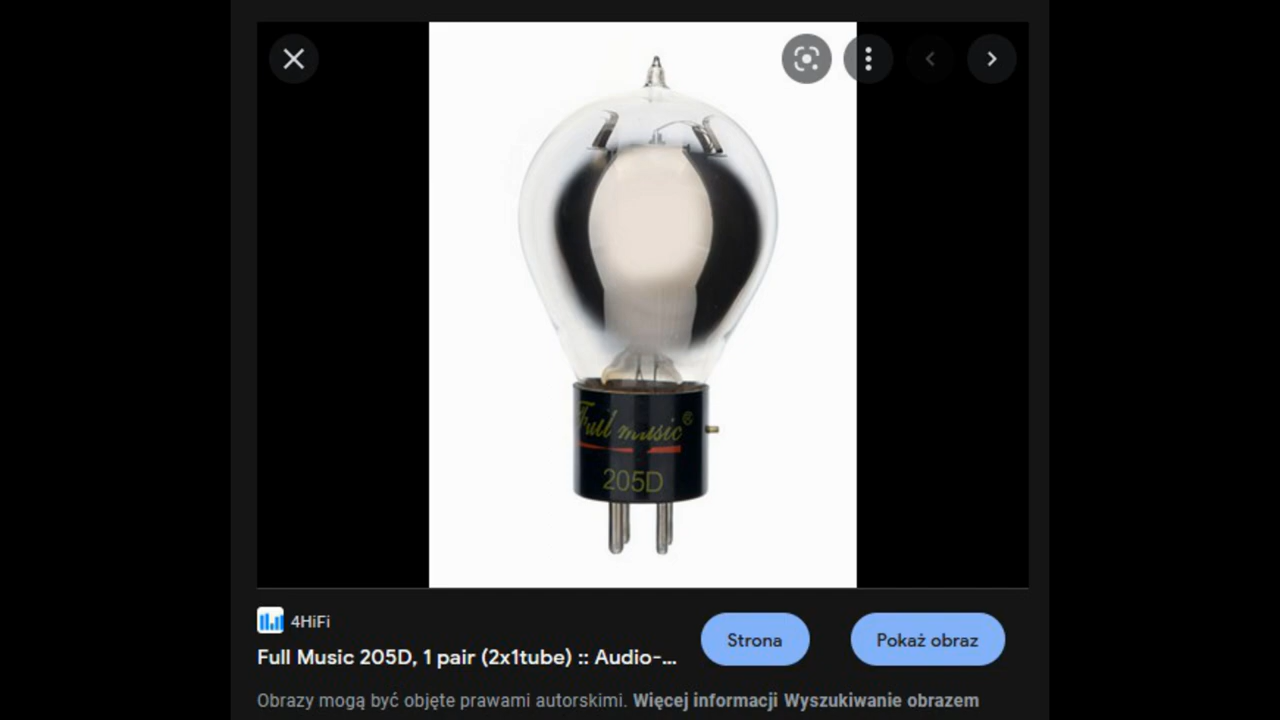 Full music®
205D
4HiFi
Full Music 205D, 1 pair (2x1tube) :: Audio-...
Strona
Pokaż obraz
Obrazy mogą być objęte prawami autorskimi. Więcej informacji Wyszukiwanie obrazem